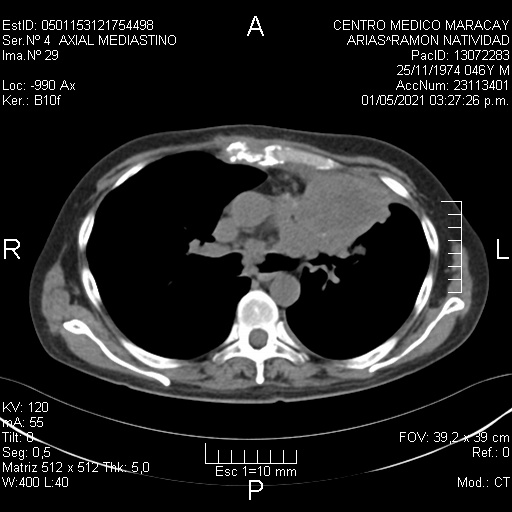 EstID: 0501153121754498
Ser.Nº 4 AXIAL MEDIASTINO
Ima.Nº 29
Loc: -990 Ax
Ker.: B10f
A
CENTRO MEDICO MARACAY
ARIAS^RAMON NATIVIDAD
PacID: 13072283
25/11/1974 046Y M
AccNum: 23113401
01/05/2021 03:27:26 p.m.
R
L
KV: 120
mA: 55
Tilt: 0
Seg: 0,5
Matriz 512 x 512 Thk: 5,0
W:400 L:40
Esc 1=10 mm
P
FOV: 39,2 x 39 cm
Ref.: 0
Mod.: CT